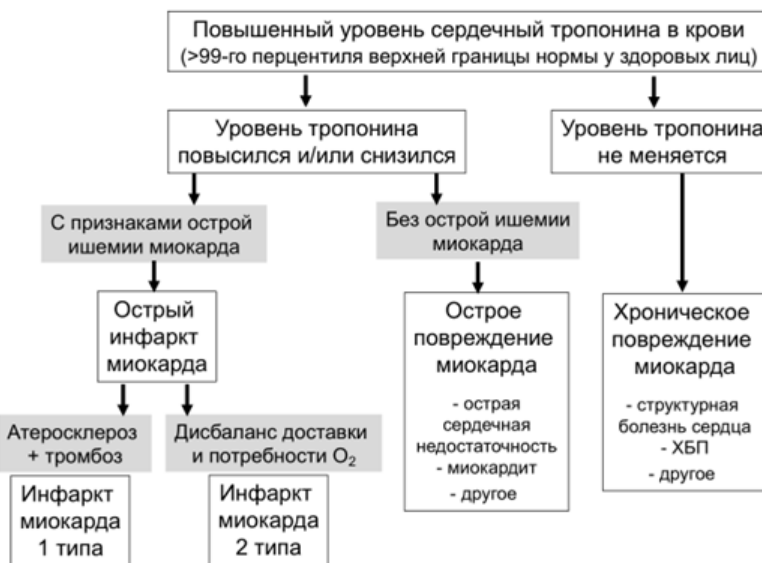 Повышенный уровень сердечный тропонина в крови
(>99-го перцентиля верхней границы нормы у здоровых лиц)
Уровень тропонина
повысился и/или снизился
Уровень тропонина
не меняется
С признаками острой
ишемии миокарда
Без острой ишемии
миокарда
Острый
инфаркт
миокарда
Острое
повреждение
миокарда
- острая
сердечная
недостаточность
- миокардит
- другое
Хроническое
повреждение
миокарда
- структурная
болезнь сердца
- ХБП
- другое
Атеросклероз
+ тромбоз
Дисбаланс доставки
и потребности O₂
Инфаркт
миокарда
1 типа
Инфаркт
миокарда
2 типа